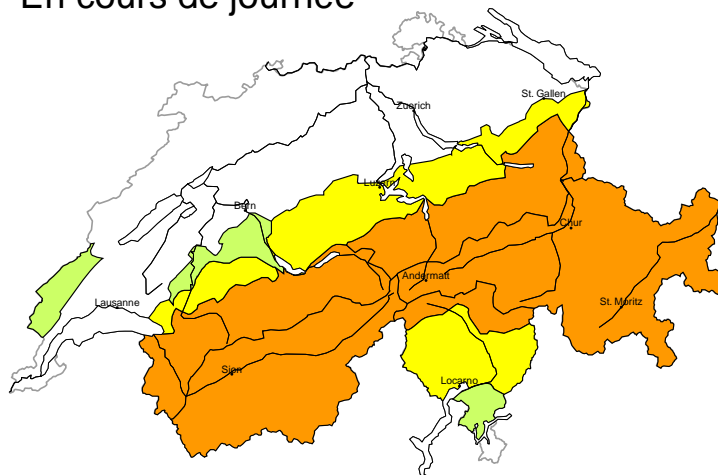 En cours de journée
St. Gallen
Zuerich
Luzern
Bern
Chur
Andermatt
Lausanne
St. Moritz
Sion
Locarno